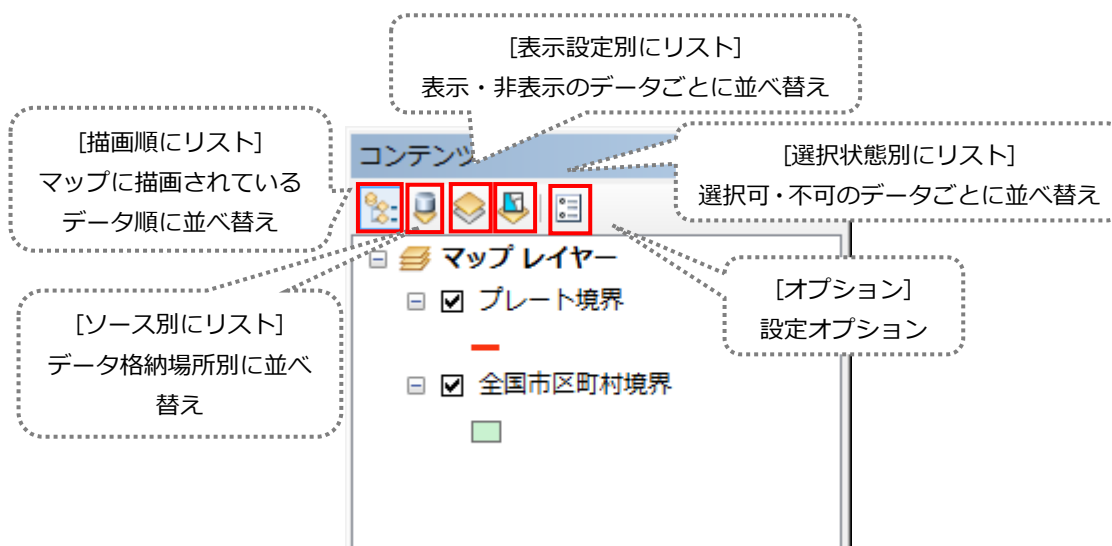 [表示設定別にリスト]
表示・非表示のデータごとに並べ替え
[描画順にリスト]
マップに描画されている
データ順に並べ替え
[選択状態別にリスト]
選択可・不可のデータごとに並べ替え
コンテンツ
マップ レイヤー
プレート境界
全国市区町村境界
[ソース別にリスト]
データ格納場所別に並べ
替え
[オプション]
設定オプション